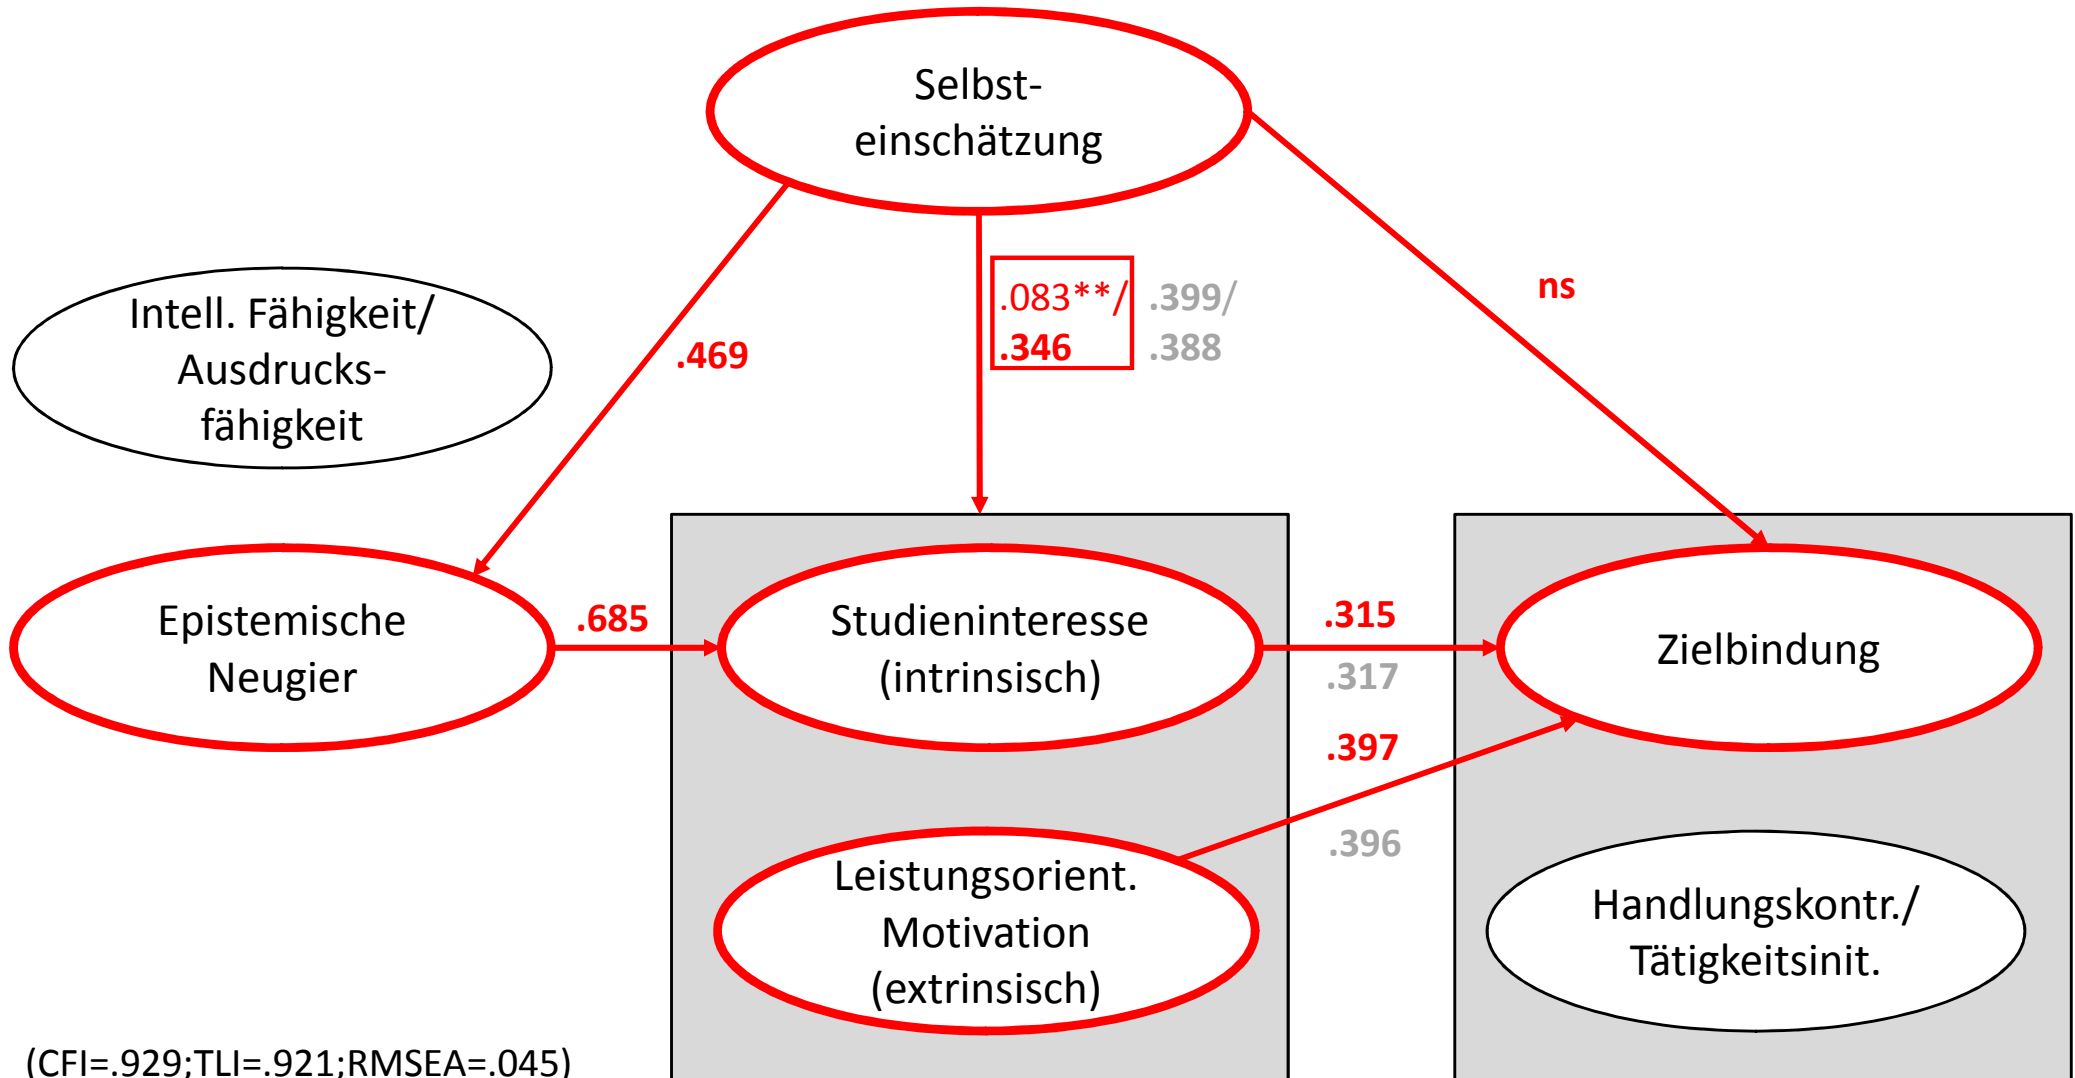 Selbst-
einschätzung
Intell. Fähigkeit/
Ausdrucks-
fähigkeit
.469
.083**/ .399/
.346 .388
ns
Epistemische
Neugier
.685
Studieninteresse
(intrinsisch)
.315
.317
Zielbindung
.397
.396
Leistungsorient.
Motivation
(extrinsisch)
Handlungskontr./
Tätigkeitsinit.
(CFI=.929;TLI=.921;RMSEA=.045)